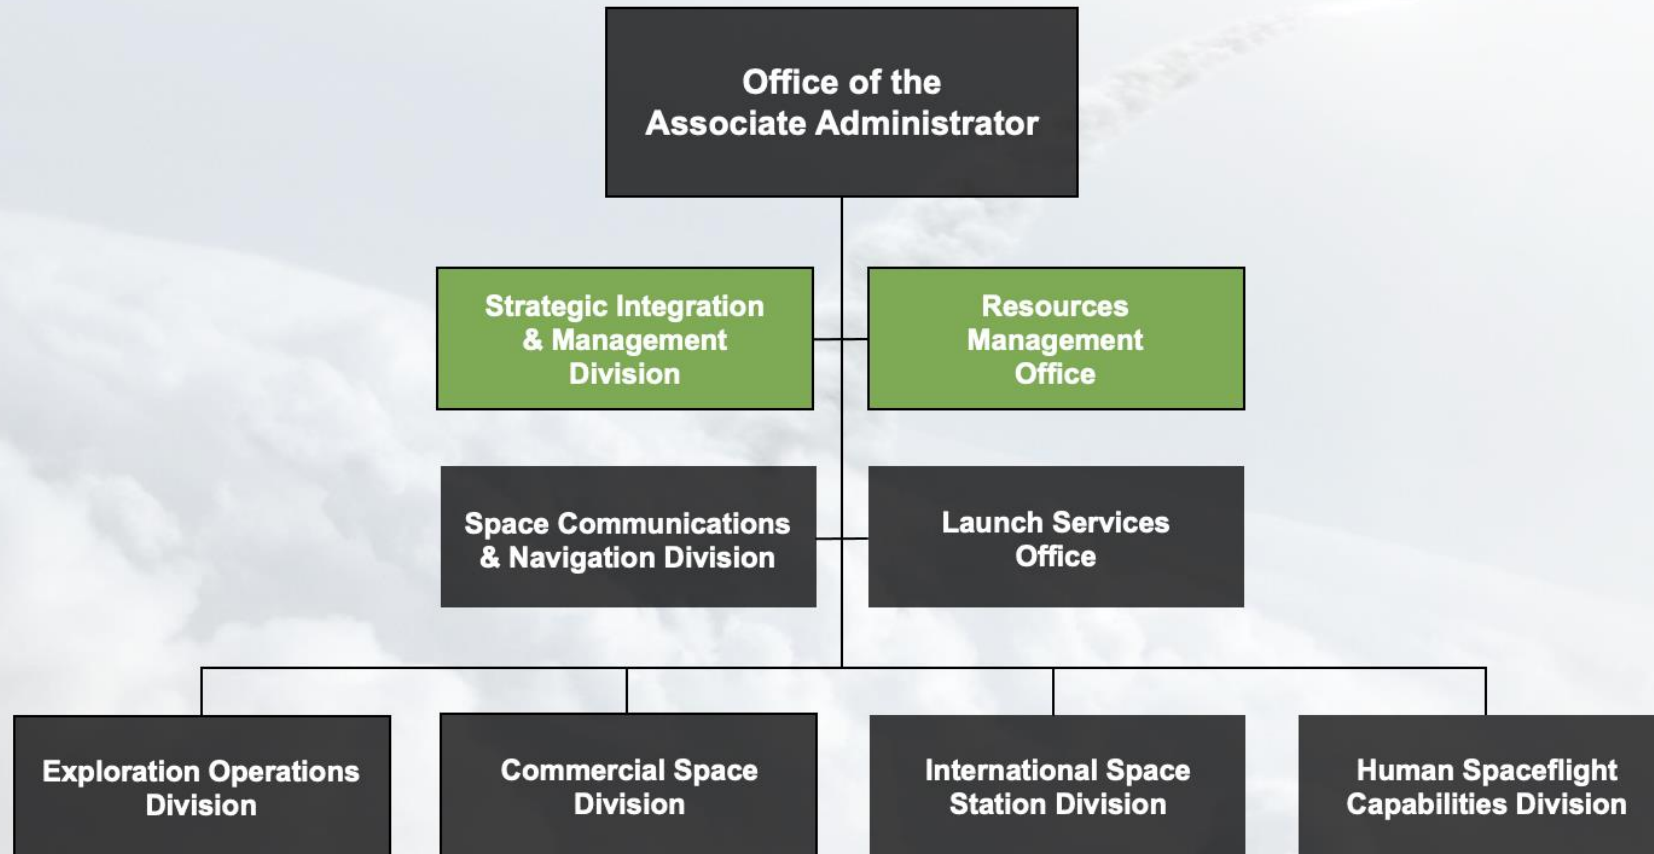 Office of the
Associate Administrator
Strategic Integration
& Management
Division
Resources
Management
Office
Space Communications
& Navigation Division
Launch Services
Office
Exploration Operations
Division
Commercial Space
Division
International Space
Station Division
Human Spaceflight
Capabilities Division